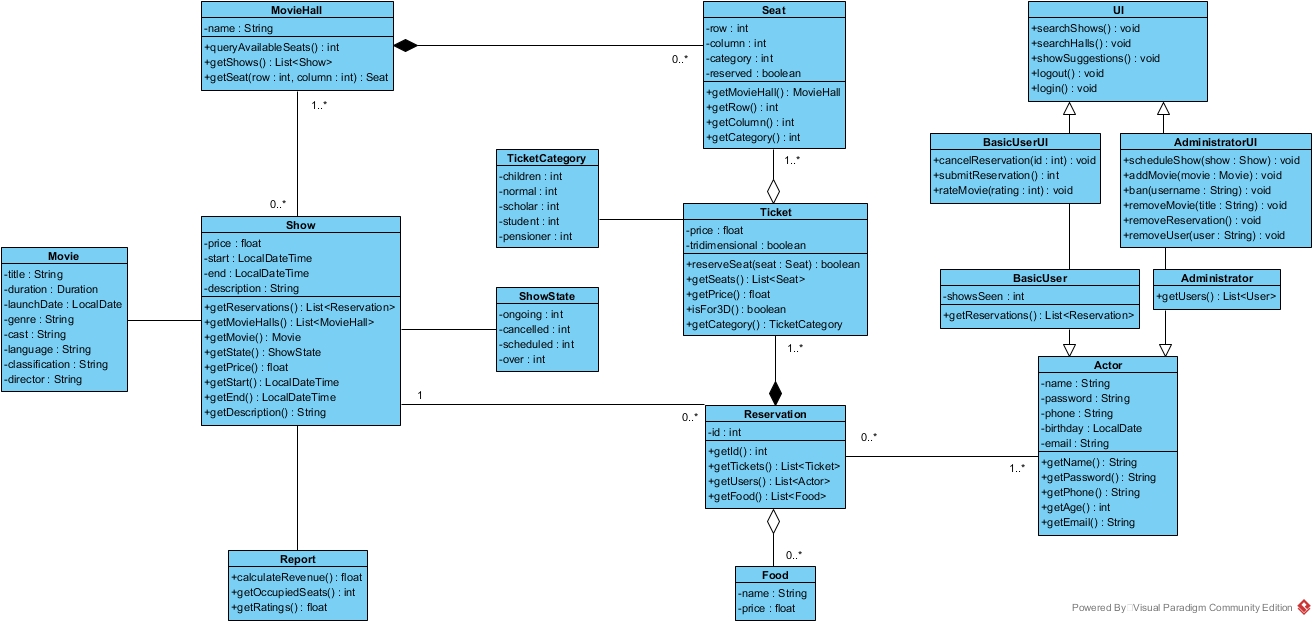 MovieHall
-name : String
+queryAvailableSeats() : int
+getShows() : List<Show>
+getSeat(row : int, column : int) : Seat
0..*
1..*
Seat
-row : int
-column : int
-category : int
-reserved : boolean
+getMovieHall() : MovieHall
+getRow() : int
+getColumn() : int
+getCategory() : int
1..*
UI
+searchShows() : void
+searchHalls() : void
+showSuggestions() : void
+logout() : void
+login() : void
BasicUserUI
+cancelReservation(id : int) : void
+submitReservation() : int
+rateMovie(rating : int) : void
AdministratorUI
+scheduleShow(show : Show) : void
+addMovie(movie : Movie) : void
+ban(username : String) : void
+removeMovie(title : String) : void
+removeReservation() : void
+removeUser(user : String) : void
TicketCategory
-children : int
-normal : int
-scholar : int
-student : int
-pensioner : int
0..*
Show
-price : float
-start : LocalDateTime
-end : LocalDateTime
-description : String
+getReservations() : List<Reservation>
+getMovieHalls() : List<MovieHall>
+getMovie() : Movie
+getState() : ShowState
+getPrice() : float
+getStart() : LocalDateTime
+getEnd() : LocalDateTime
+getDescription() : String
Ticket
-price : float
-tridimensional : boolean
+reserveSeat(seat : Seat) : boolean
+getSeats() : List<Seat>
+getPrice() : float
+isFor3D() : boolean
+getCategory() : TicketCategory
1..*
Movie
-title : String
-duration : Duration
-launchDate : LocalDate
-genre : String
-cast : String
-language : String
-classification : String
-director : String
ShowState
-ongoing : int
-cancelled : int
-scheduled : int
-over : int
BasicUser
-showsSeen : int
+getReservations() : List<Reservation>
Administrator
+getUsers() : List<User>
Actor
-name : String
-password : String
-phone : String
-birthday : LocalDate
-email : String
+getName() : String
+getPassword() : String
+getPhone() : String
+getAge() : int
+getEmail() : String
1
0..*
Reservation
-id : int
+getId() : int
+getTickets() : List<Ticket>
+getUsers() : List<Actor>
+getFood() : List<Food>
0..*
1..*
0..*
Report
+calculateRevenue() : float
+getOccupiedSeats() : int
+getRatings() : float
Food
-name : String
-price : float
Powered By Visual Paradigm Community Edition